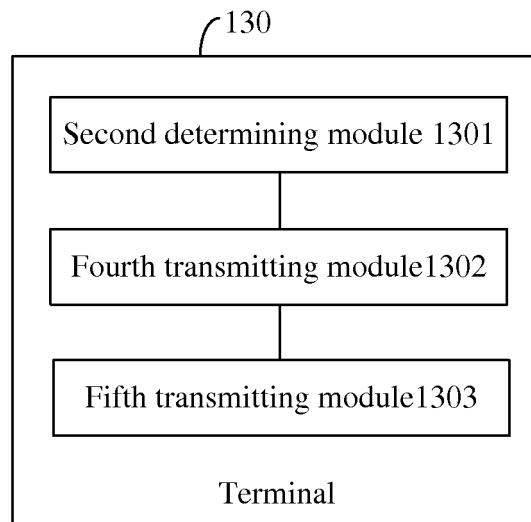 130
Second determining module 1301
Fourth transmitting module1302
Fifth transmitting module1303
Terminal